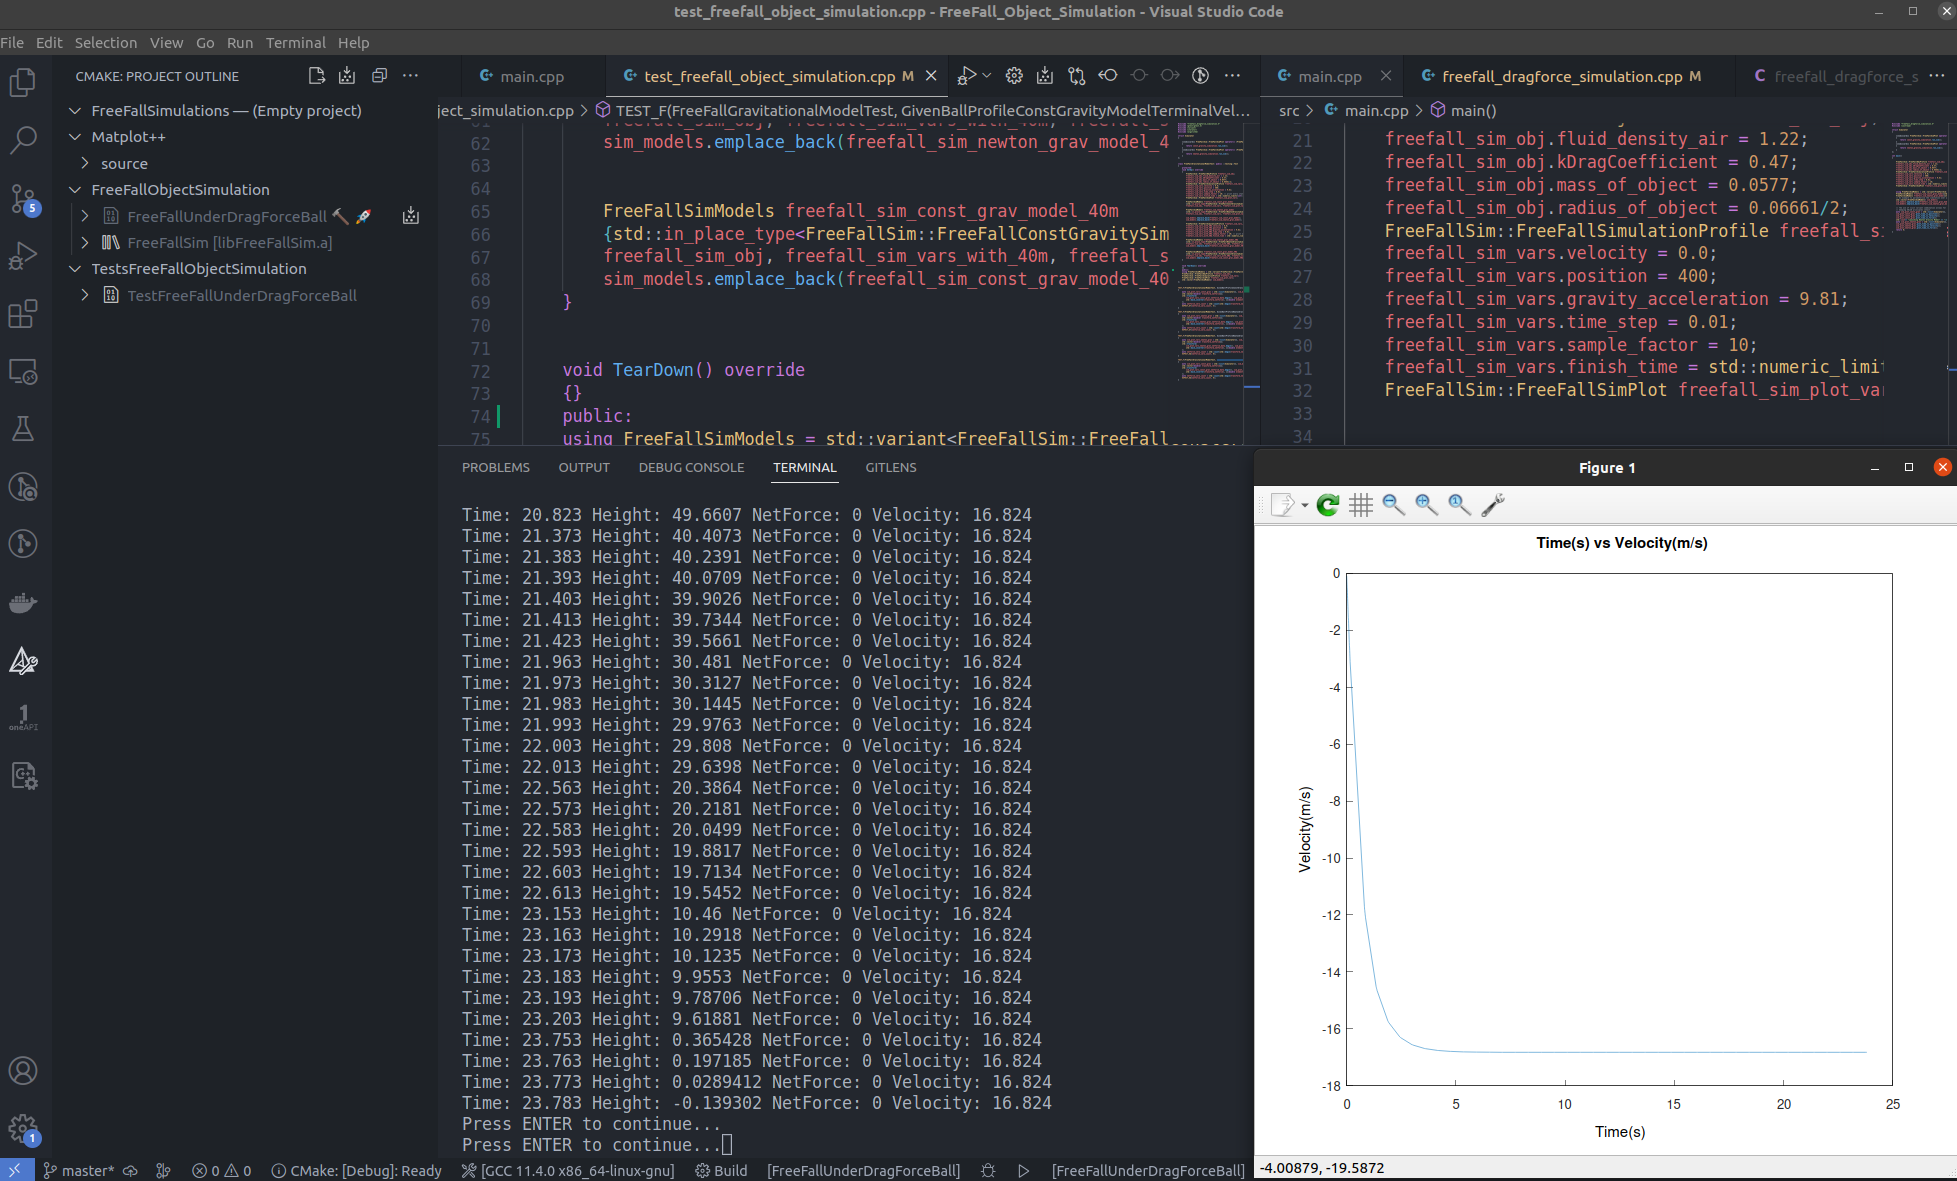 test_freefall_object_simulation.cpp - FreeFall_Object_Simulation - Visual Studio Code
File Edit Selection View Go Run Terminal Help
CMAKE: PROJECT OUTLINE
FreeFallSimulations — (Empty project)
Matplot++
source
FreeFallObjectSimulation
FreeFallUnderDragForceBall
FreeFallSim [libFreeFallSim.a]
TestsFreeFallObjectSimulation
TestFreeFallUnderDragForceBall
5
oneAPI
1
main.cpp
test_freefall_object_simulation.cpp M
ject_simulation.cpp > TEST_F(FreeFallGravitationalModelTest, GivenBallProfileConstGravityModelTerminalVel...
62 sim_models.emplace_back(freefall_sim_newton_grav_model_4
63
64
65 FreeFallSimModels freefall_sim_const_grav_model_40m
66 {std::in_place_type<FreeFallSim::FreeFallConstGravitySim
67 freefall_sim_obj, freefall_sim_vars_with_40m, freefall_s
68 sim_models.emplace_back(freefall_sim_const_grav_model_40
69 }
70
71
72 void TearDown() override
73 {}
74 public:
75 using FreeFallSimModels = std::variant<FreeFallSim::FreeFall
main.cpp
freefall_dragforce_simulation.cpp M
freefall_dragforce_s
src > main.cpp > main()
21 freefall_sim_obj.fluid_density_air = 1.22;
22 freefall_sim_obj.kDragCoefficient = 0.47;
23 freefall_sim_obj.mass_of_object = 0.0577;
24 freefall_sim_obj.radius_of_object = 0.06661/2;
25 FreeFallSim::FreeFallSimulationProfile freefall_si
26 freefall_sim_vars.velocity = 0.0;
27 freefall_sim_vars.position = 400;
28 freefall_sim_vars.gravity_acceleration = 9.81;
29 freefall_sim_vars.time_step = 0.01;
30 freefall_sim_vars.sample_factor = 10;
31 freefall_sim_vars.finish_time = std::numeric_limit
32 FreeFallSim::FreeFallSimPlot freefall_sim_plot_var
33
34
PROBLEMS OUTPUT DEBUG CONSOLE TERMINAL GITLENS
Time: 20.823 Height: 49.6607 NetForce: 0 Velocity: 16.824
Time: 21.373 Height: 40.4073 NetForce: 0 Velocity: 16.824
Time: 21.383 Height: 40.2391 NetForce: 0 Velocity: 16.824
Time: 21.393 Height: 40.0709 NetForce: 0 Velocity: 16.824
Time: 21.403 Height: 39.9026 NetForce: 0 Velocity: 16.824
Time: 21.413 Height: 39.7344 NetForce: 0 Velocity: 16.824
Time: 21.423 Height: 39.5661 NetForce: 0 Velocity: 16.824
Time: 21.963 Height: 30.481 NetForce: 0 Velocity: 16.824
Time: 21.973 Height: 30.3127 NetForce: 0 Velocity: 16.824
Time: 21.983 Height: 30.1445 NetForce: 0 Velocity: 16.824
Time: 21.993 Height: 29.9763 NetForce: 0 Velocity: 16.824
Time: 22.003 Height: 29.808 NetForce: 0 Velocity: 16.824
Time: 22.013 Height: 29.6398 NetForce: 0 Velocity: 16.824
Time: 22.563 Height: 20.3864 NetForce: 0 Velocity: 16.824
Time: 22.573 Height: 20.2181 NetForce: 0 Velocity: 16.824
Time: 22.583 Height: 20.0499 NetForce: 0 Velocity: 16.824
Time: 22.593 Height: 19.8817 NetForce: 0 Velocity: 16.824
Time: 22.603 Height: 19.7134 NetForce: 0 Velocity: 16.824
Time: 22.613 Height: 19.5452 NetForce: 0 Velocity: 16.824
Time: 23.153 Height: 10.46 NetForce: 0 Velocity: 16.824
Time: 23.163 Height: 10.2918 NetForce: 0 Velocity: 16.824
Time: 23.173 Height: 10.1235 NetForce: 0 Velocity: 16.824
Time: 23.183 Height: 9.9553 NetForce: 0 Velocity: 16.824
Time: 23.193 Height: 9.78706 NetForce: 0 Velocity: 16.824
Time: 23.203 Height: 9.61881 NetForce: 0 Velocity: 16.824
Time: 23.753 Height: 0.365428 NetForce: 0 Velocity: 16.824
Time: 23.763 Height: 0.197185 NetForce: 0 Velocity: 16.824
Time: 23.773 Height: 0.0289412 NetForce: 0 Velocity: 16.824
Time: 23.783 Height: -0.139302 NetForce: 0 Velocity: 16.824
Press ENTER to continue...
Press ENTER to continue...
Figure 1
Time(s) vs Velocity(m/s)
0
-2
-4
-6
-8
-10
-12
-14
-16
-18
Velocity(m/s)
0 5 10 15 20 25
Time(s)
-4.00879, -19.5872
master* 0 0 CMake: [Debug]: Ready [GCC 11.4.0 x86_64-linux-gnu] Build [FreeFallUnderDragForceBall] [FreeFallUnderDragForceBall]